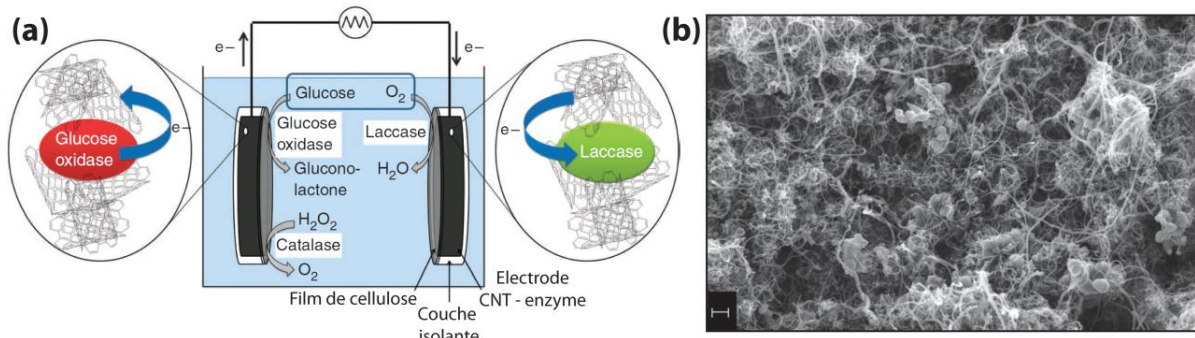 (a)
e–
e–
Glucose
oxidase
e–
Glucose O₂
Glucose
oxidase
Laccase
Glucono-
lactone
H₂O
H₂O₂
Catalase
O₂
Film de cellulose
Couche
isolante
Electrode
CNT - enzyme
e–
Laccase
(b)